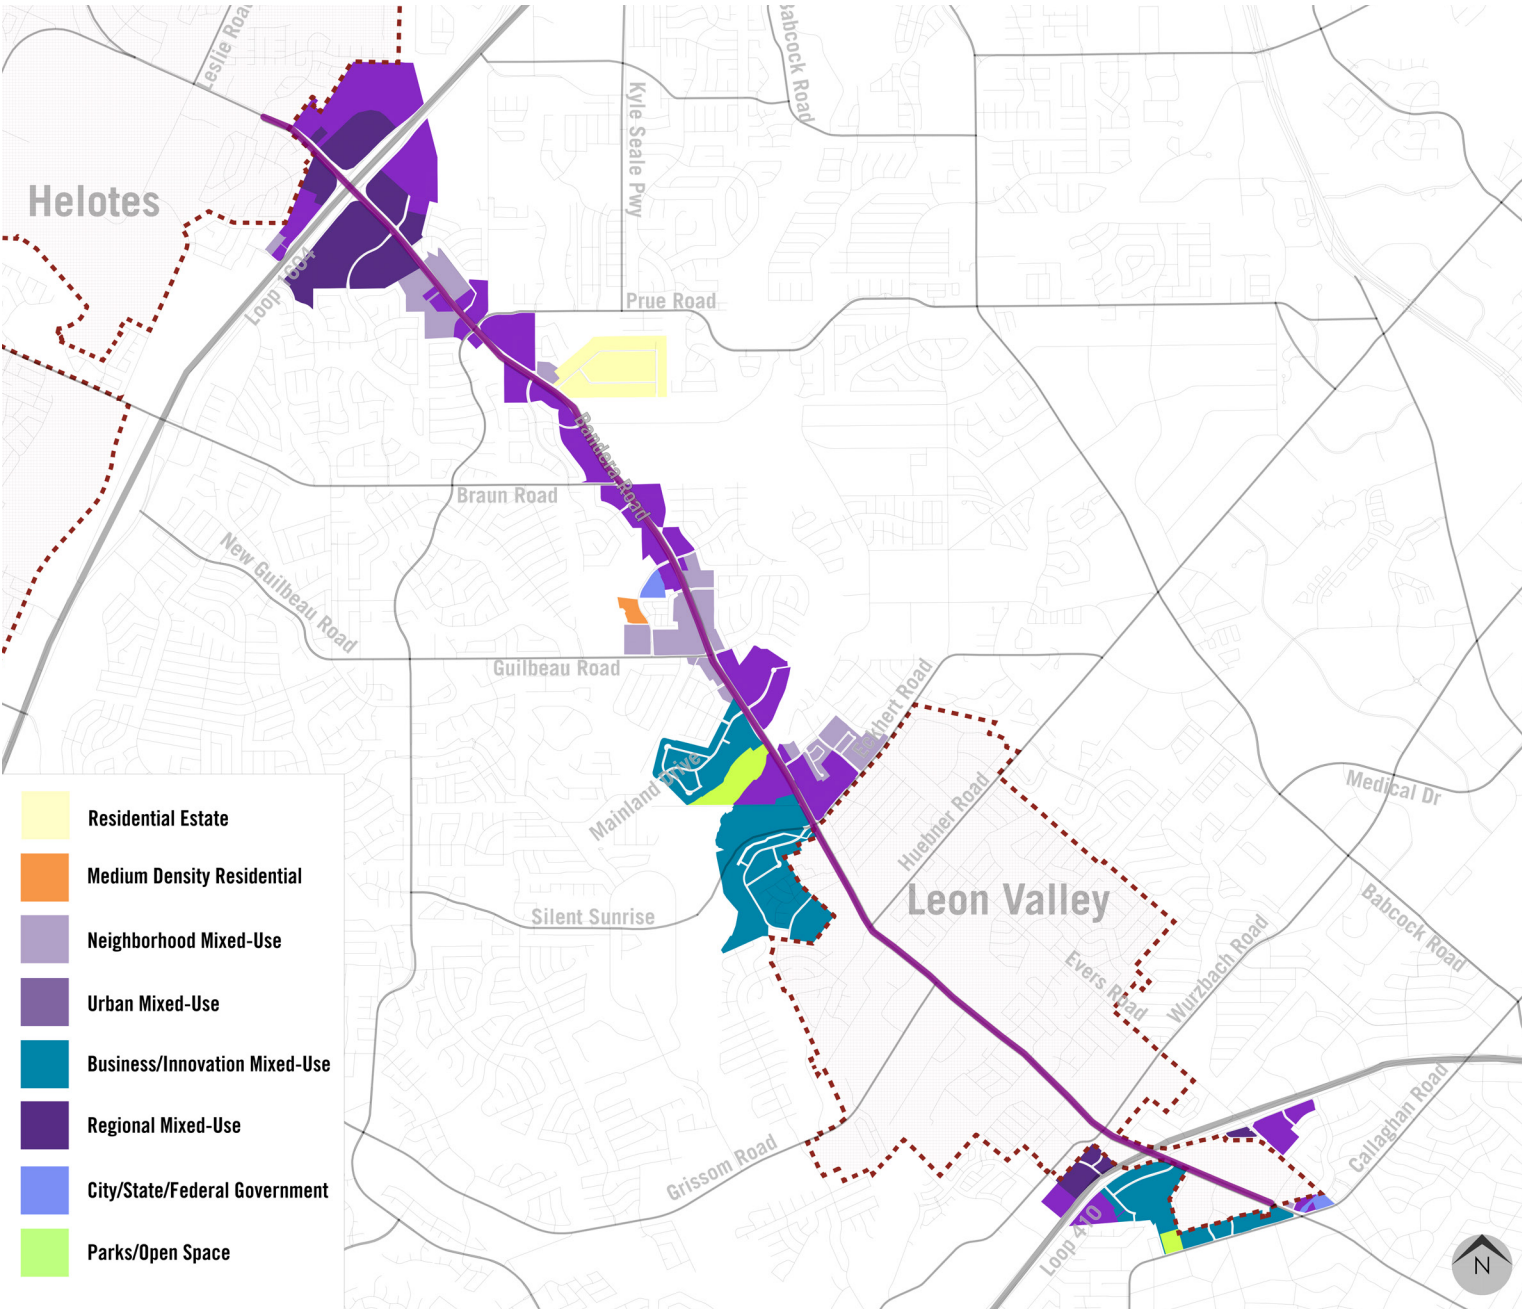 Leslie Road
Babcock Road
Kyle Seale Pwy
Helotes
Loop 1604
Prue Road
Bandera Road
Braun Road
New Guilbeau Road
Guilbeau Road
Eckhert Road
Mainland Drive
Huebner Road
Medical Dr
Leon Valley
Silent Sunrise
Babcock Road
Wurzbach Road
Evers Road
Callaghan Road
Grissom Road
Loop 410
Residential Estate
Medium Density Residential
Neighborhood Mixed-Use
Urban Mixed-Use
Business/Innovation Mixed-Use
Regional Mixed-Use
City/State/Federal Government
Parks/Open Space
N